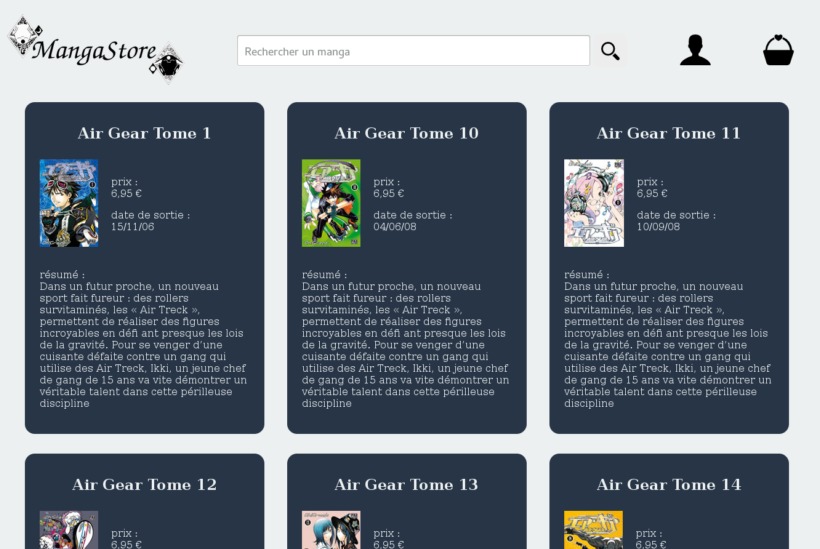 MangaStore
Rechercher un manga
Air Gear Tome 1
prix :
6,95 €
date de sortie :
15/11/06
résumé :
Dans un futur proche, un nouveau
sport fait fureur : des rollers
survitaminés, les « Air Treck »,
permettent de réaliser des figures
incroyables en défi ant presque les lois
de la gravité. Pour se venger d’une
cuisante défaite contre un gang qui
utilise des Air Treck, Ikki, un jeune chef
de gang de 15 ans va vite démontrer un
véritable talent dans cette périlleuse
discipline
Air Gear Tome 10
prix :
6,95 €
date de sortie :
04/06/08
résumé :
Dans un futur proche, un nouveau
sport fait fureur : des rollers
survitaminés, les « Air Treck »,
permettent de réaliser des figures
incroyables en défi ant presque les lois
de la gravité. Pour se venger d’une
cuisante défaite contre un gang qui
utilise des Air Treck, Ikki, un jeune chef
de gang de 15 ans va vite démontrer un
véritable talent dans cette périlleuse
discipline
Air Gear Tome 11
prix :
6,95 €
date de sortie :
10/09/08
résumé :
Dans un futur proche, un nouveau
sport fait fureur : des rollers
survitaminés, les « Air Treck »,
permettent de réaliser des figures
incroyables en défi ant presque les lois
de la gravité. Pour se venger d’une
cuisante défaite contre un gang qui
utilise des Air Treck, Ikki, un jeune chef
de gang de 15 ans va vite démontrer un
véritable talent dans cette périlleuse
discipline
Air Gear Tome 12
prix :
6,95 €
Air Gear Tome 13
prix :
6,95 €
Air Gear Tome 14
prix :
6,95 €